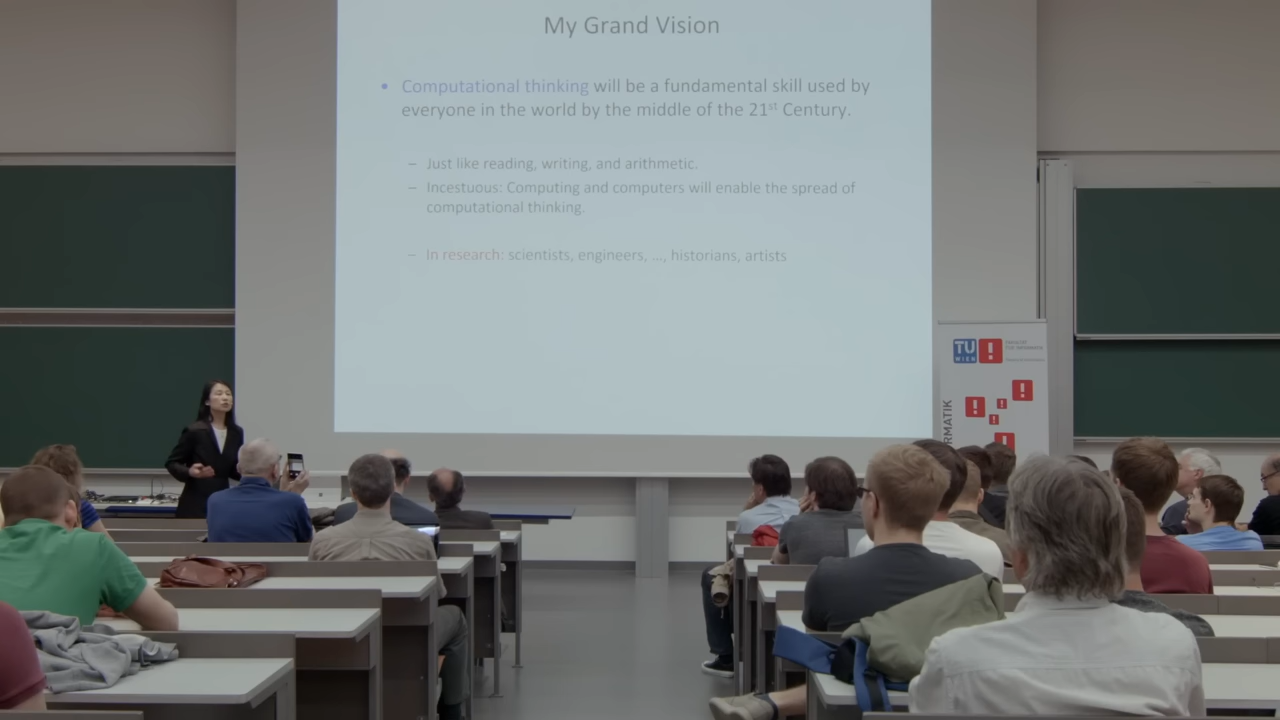 My Grand Vision
• Computational thinking will be a fundamental skill used by
everyone in the world by the middle of the 21st Century.
– Just like reading, writing, and arithmetic.
– Incestuous: Computing and computers will enable the spread of
computational thinking.
– In research: scientists, engineers, …, historians, artists
TU
WIEN
!
RMATIK